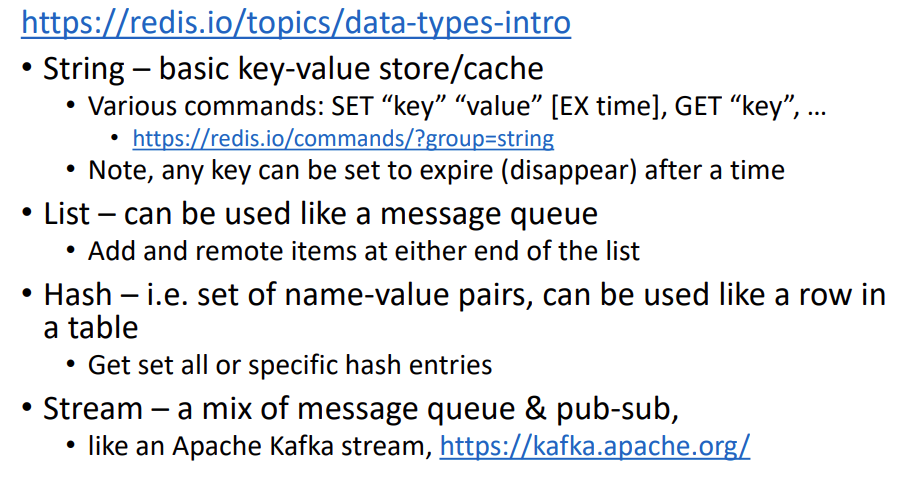 https://redis.io/topics/data-types-intro
• String – basic key-value store/cache
• Various commands: SET “key” “value” [EX time], GET “key”, …
• https://redis.io/commands/?group=string
• Note, any key can be set to expire (disappear) after a time
• List – can be used like a message queue
• Add and remote items at either end of the list
• Hash – i.e. set of name-value pairs, can be used like a row in
a table
• Get set all or specific hash entries
• Stream – a mix of message queue & pub-sub,
• like an Apache Kafka stream, https://kafka.apache.org/